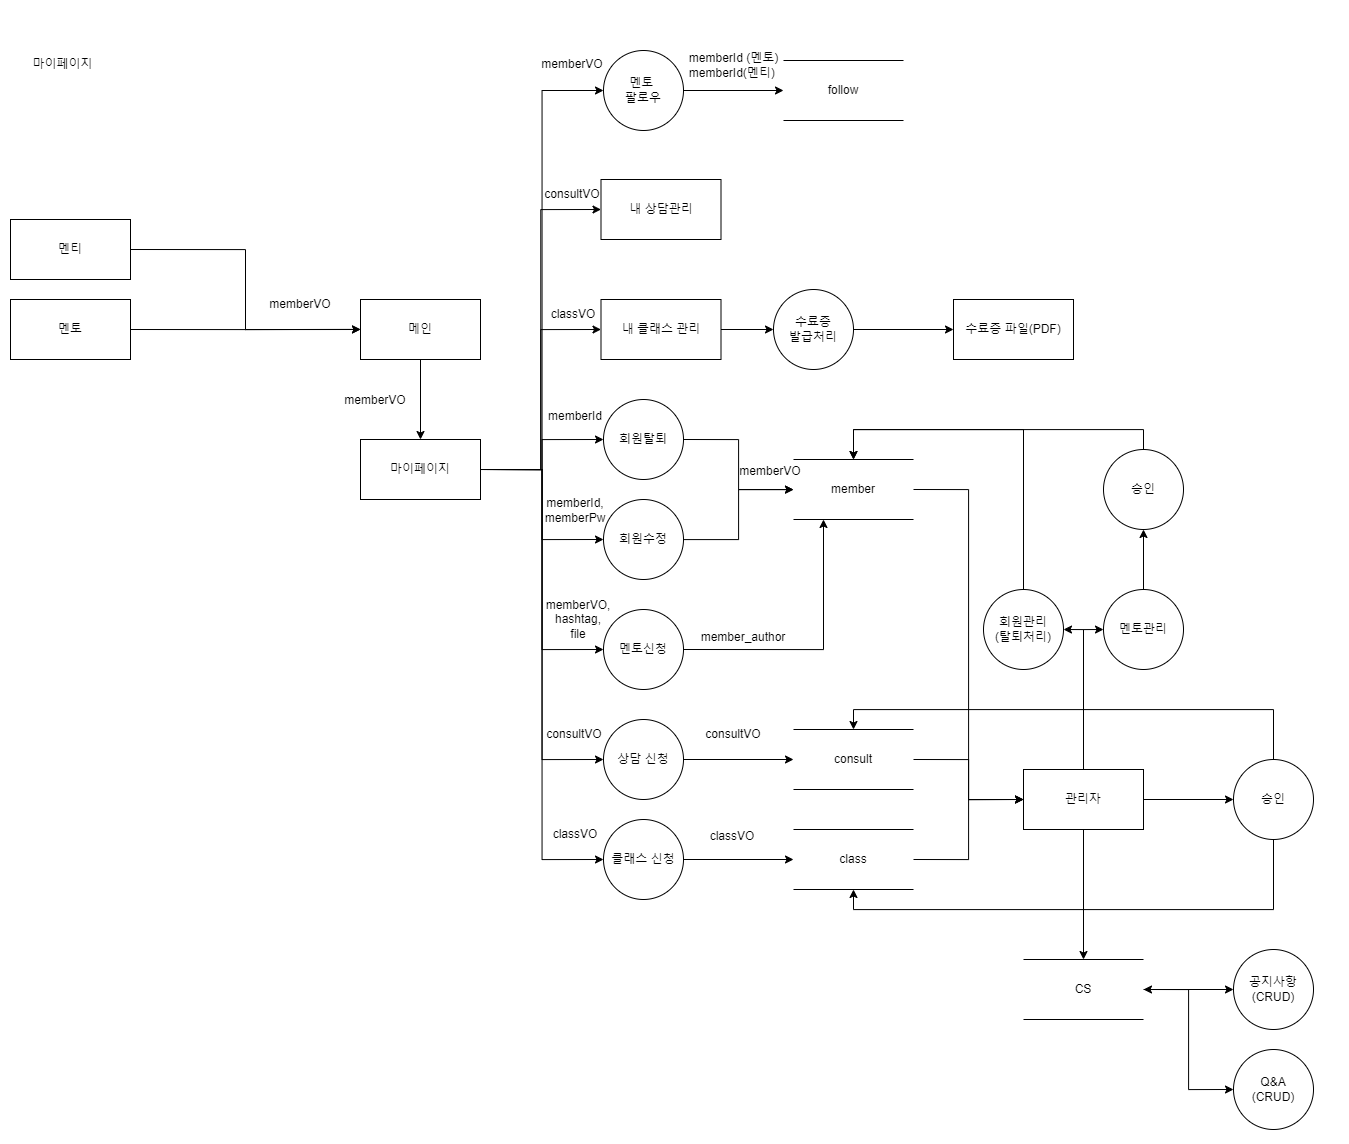 마이페이지
memberVO
멘토
팔로우
memberId (멘토)
memberId(멘티)
follow
consultVO
내 상담관리
멘티
멘토
memberVO
메인
classVO
내 클래스 관리
수료증
발급처리
수료증 파일(PDF)
memberVO
마이페이지
memberId
회원탈퇴
memberVO
member
승인
memberId,
memberPw
회원수정
memberVO,
hashtag,
file
멘토신청
member_author
회원관리
(탈퇴처리)
멘토관리
consultVO
상담 신청
consultVO
consult
관리자
승인
classVO
클래스 신청
classVO
class
CS
공지사항
(CRUD)
Q&A
(CRUD)